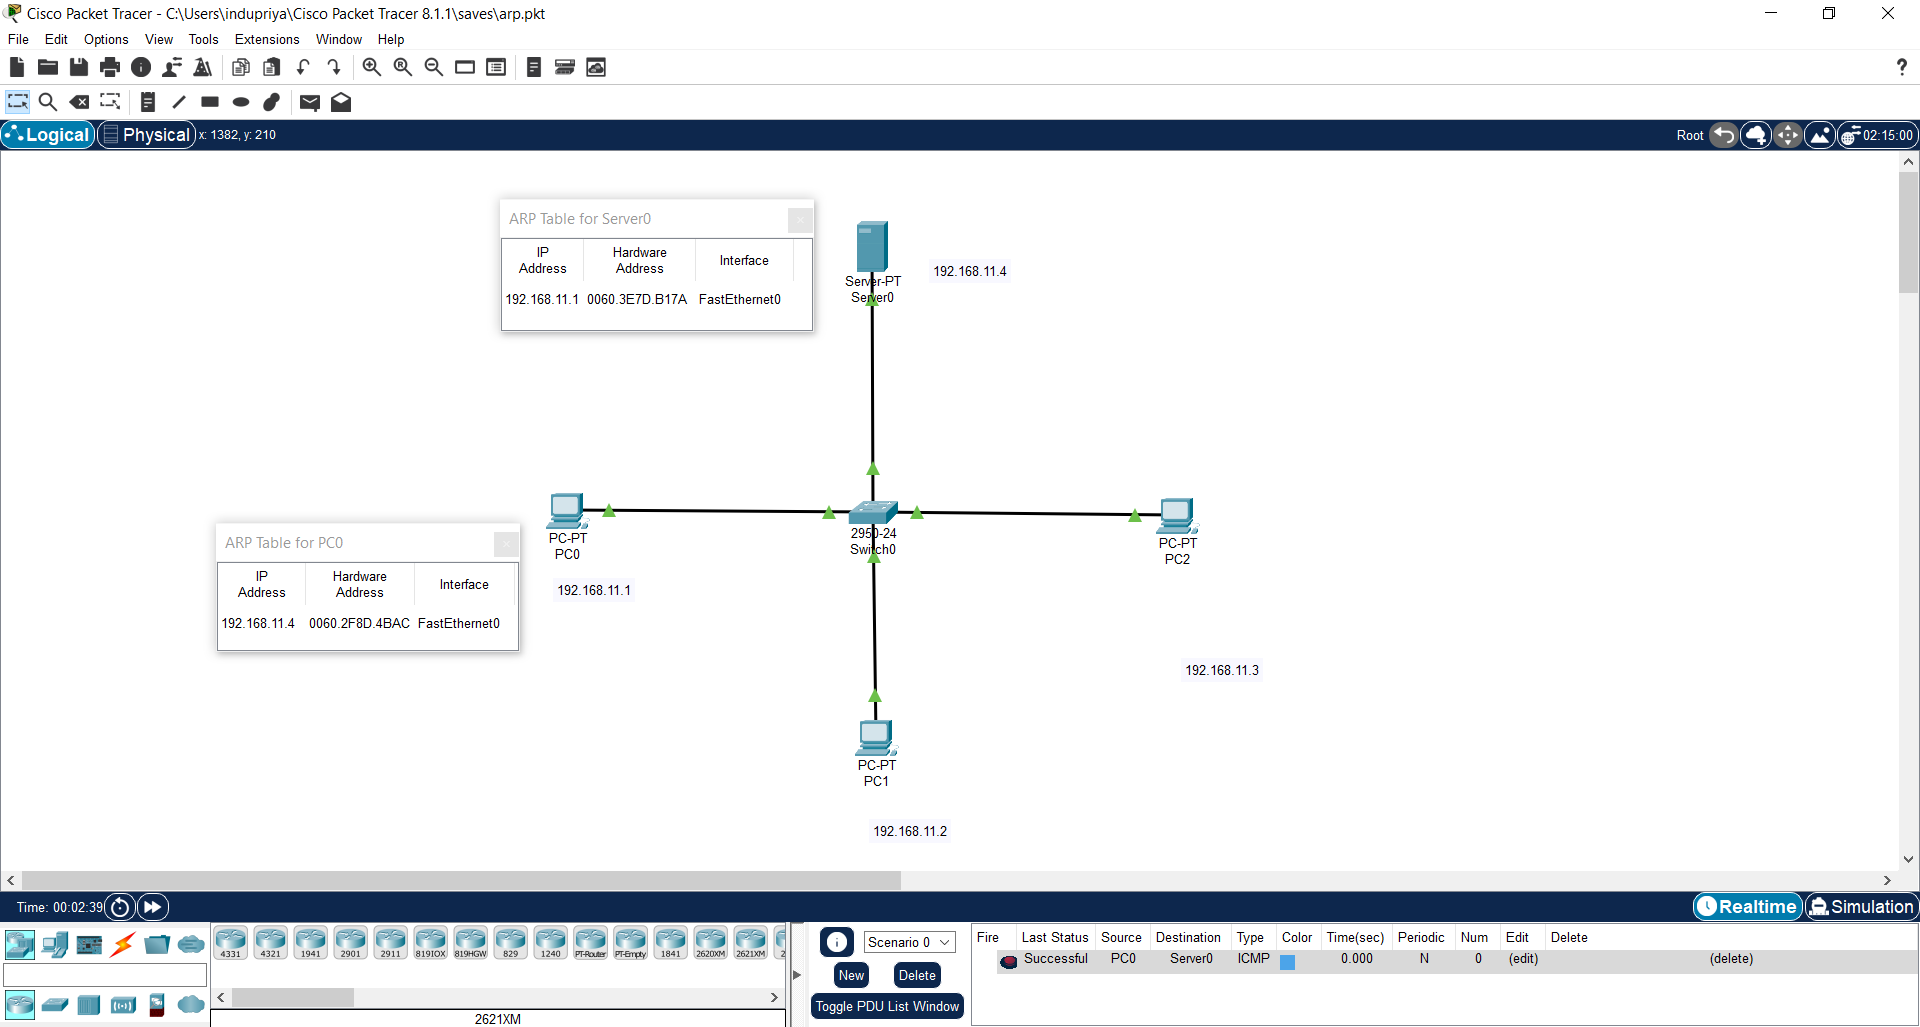 Cisco Packet Tracer - C:\Users\indupriya\Cisco Packet Tracer 8.1.1\saves\arp.pkt
File Edit Options View Tools Extensions Window Help
Logical Physical x: 1382, y: 210 Root 02:15:00
ARP Table for Server0
IP Address Hardware Address Interface
192.168.11.1 0060.3E7D.B17A FastEthernet0
Server-PT
Server0
192.168.11.4
PC-PT
PC0
192.168.11.1
2950-24
Switch0
PC-PT
PC2
192.168.11.3
ARP Table for PC0
IP Address Hardware Address Interface
192.168.11.4 0060.2F8D.4BAC FastEthernet0
PC-PT
PC1
192.168.11.2
Time: 00:02:39 Realtime Simulation
4331 4321 1941 2901 2911 819IOX 819HGW 829 1240 PT-Router PT-Empty 1841 2620XM 2621XM 2
2621XM
Scenario 0
New Delete
Toggle PDU List Window
Fire Last Status Source Destination Type Color Time(sec) Periodic Num Edit Delete
Successful PC0 Server0 ICMP 0.000 N 0 (edit) (delete)